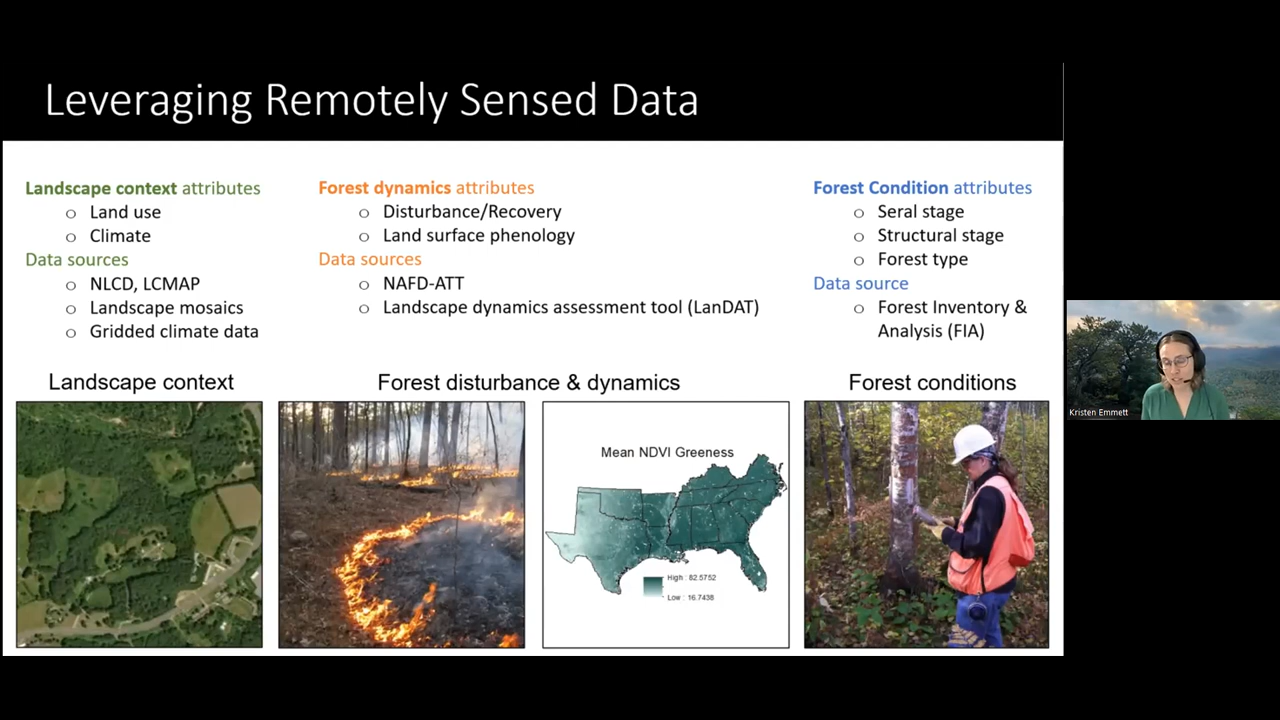 Leveraging Remotely Sensed Data
Landscape context attributes
Land use
Climate
Data sources
NLCD, LCMAP
Landscape mosaics
Gridded climate data
Forest dynamics attributes
Disturbance/Recovery
Land surface phenology
Data sources
NAFD-ATT
Landscape dynamics assessment tool (LanDAT)
Forest Condition attributes
Seral stage
Structural stage
Forest type
Data source
Forest Inventory &
Analysis (FIA)
Landscape context
Forest disturbance & dynamics
Forest conditions
Mean NDVI Greeness
High : 82.5752
Low : 16.7438
Kristen Emmett